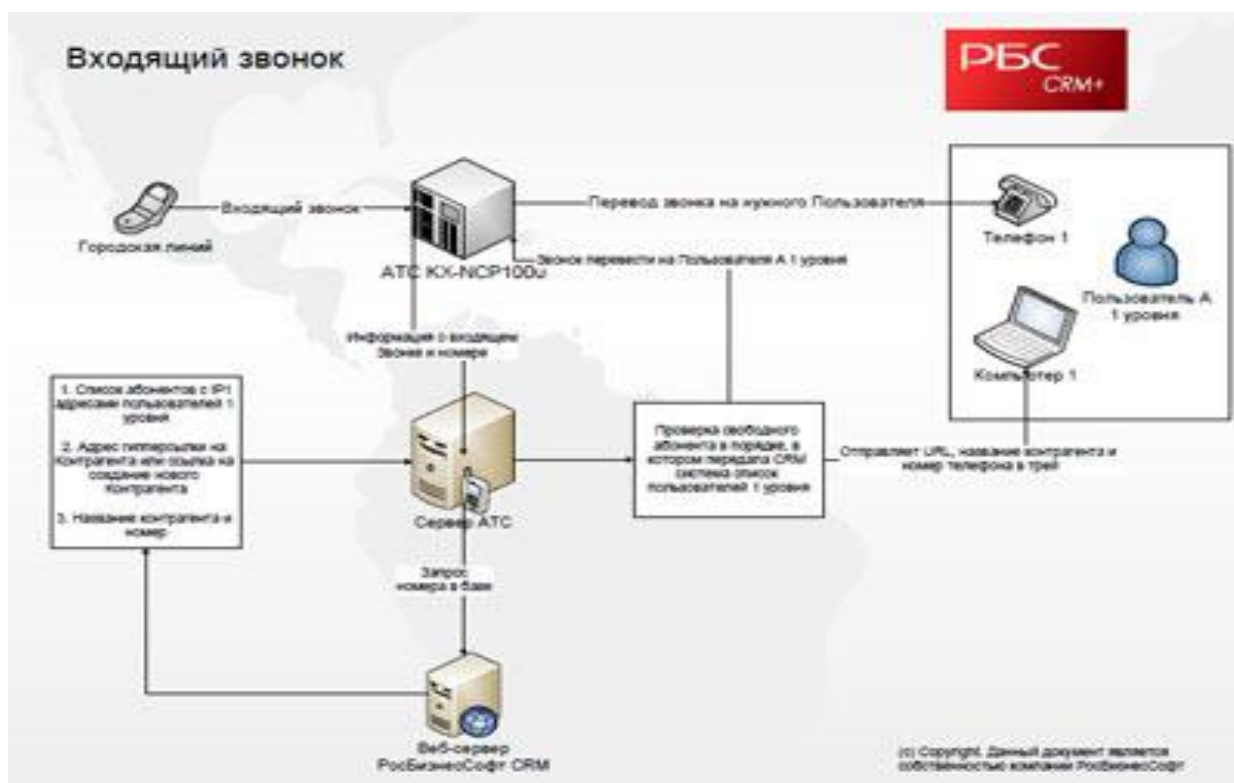 Входящий звонок
РБС
CRM+
Входящий звонок
Городская линий
АТС KX-NCP100u
Перевод звонка на нужного Пользователя
Звонок перевести на Пользователя А 1 уровня
Телефон 1
Пользователь А
1 уровня
Компьютер 1
Информация о входящем
Звонке и номере
1. Список абонентов с IP1
адресами пользователей 1
уровня
2. Адрес гипперсылки на
Контрагента или ссылка на
создание нового
Контрагента
3. Название контрагента и
номер
Сервер АТС
Проверка свободного
абонента в порядке, в
котором передала CRM
система список
пользователей 1 уровня
Отправляет URL, название контрагента и
номер телефона в трей
Запрос
номера в базе
Веб-сервер
РосБизнесСофт CRM
(c) Copyright. Данный документ является
собственностью компании РосБизнесСофт